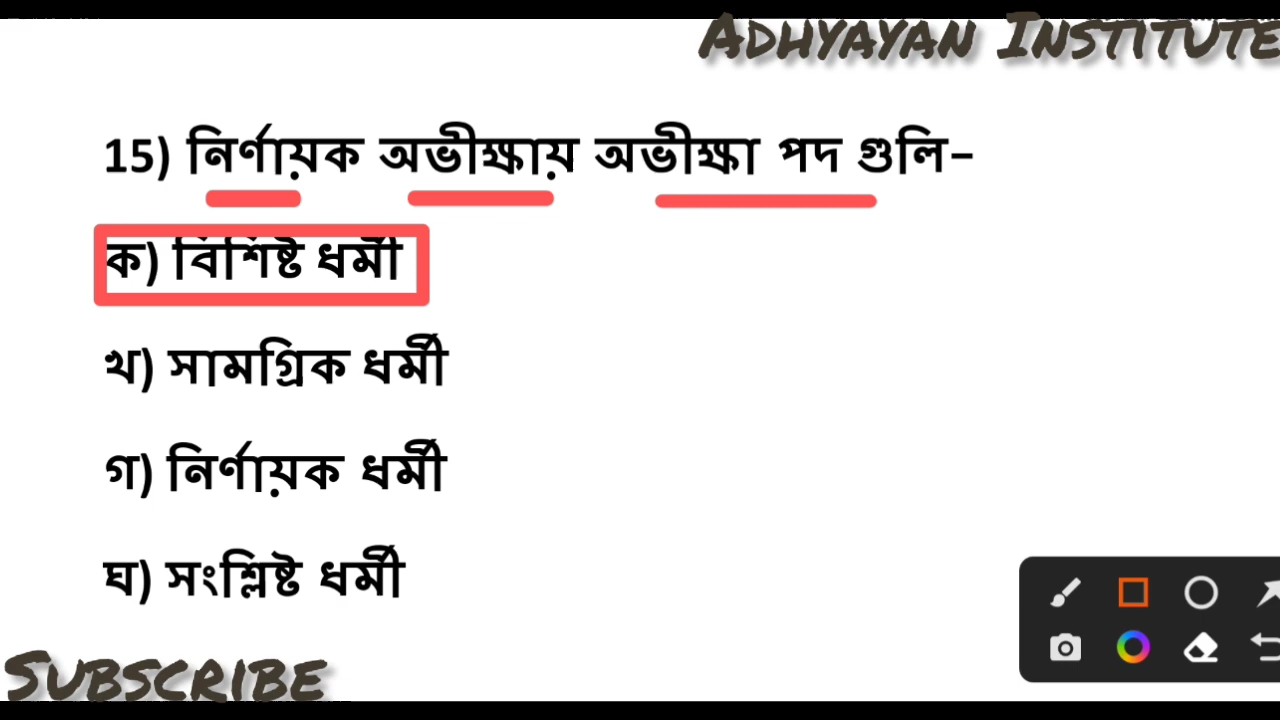 ADHYAYAN INSTITUTE
15) নির্ণায়ক অভীক্ষায় অভীক্ষা পদ গুলি–
ক) বিশিষ্ট ধর্মী
খ) সামগ্রিক ধর্মী
গ) নির্ণায়ক ধর্মী
ঘ) সংশ্লিষ্ট ধর্মী
SUBSCRIBE